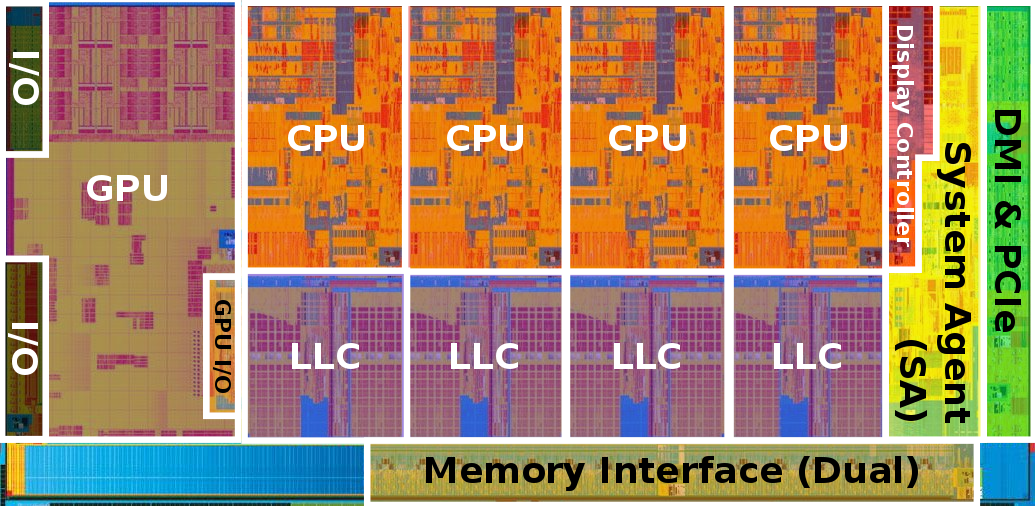 I/O
GPU
I/O
GPU I/O
CPU
CPU
CPU
CPU
LLC
LLC
LLC
LLC
Display Controller
System Agent
(SA)
DMI & PCIe
Memory Interface (Dual)